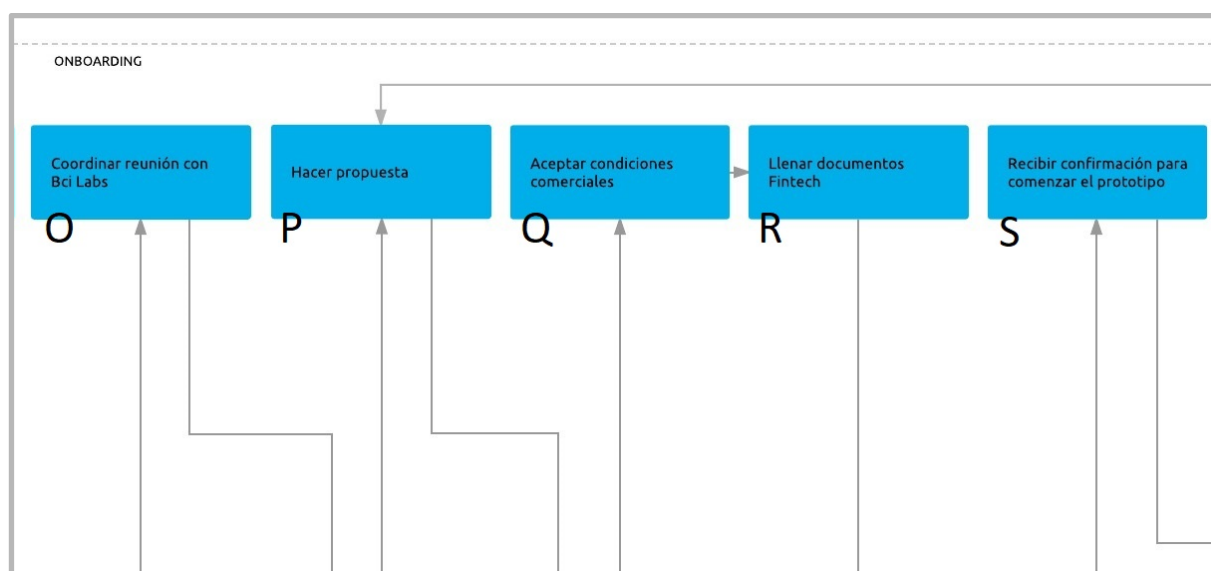 ONBOARDING
Coordinar reunión con
Bci Labs
O
Hacer propuesta
P
Aceptar condiciones
comerciales
Q
Llenar documentos
Fintech
R
Recibir confirmación para
comenzar el prototipo
S